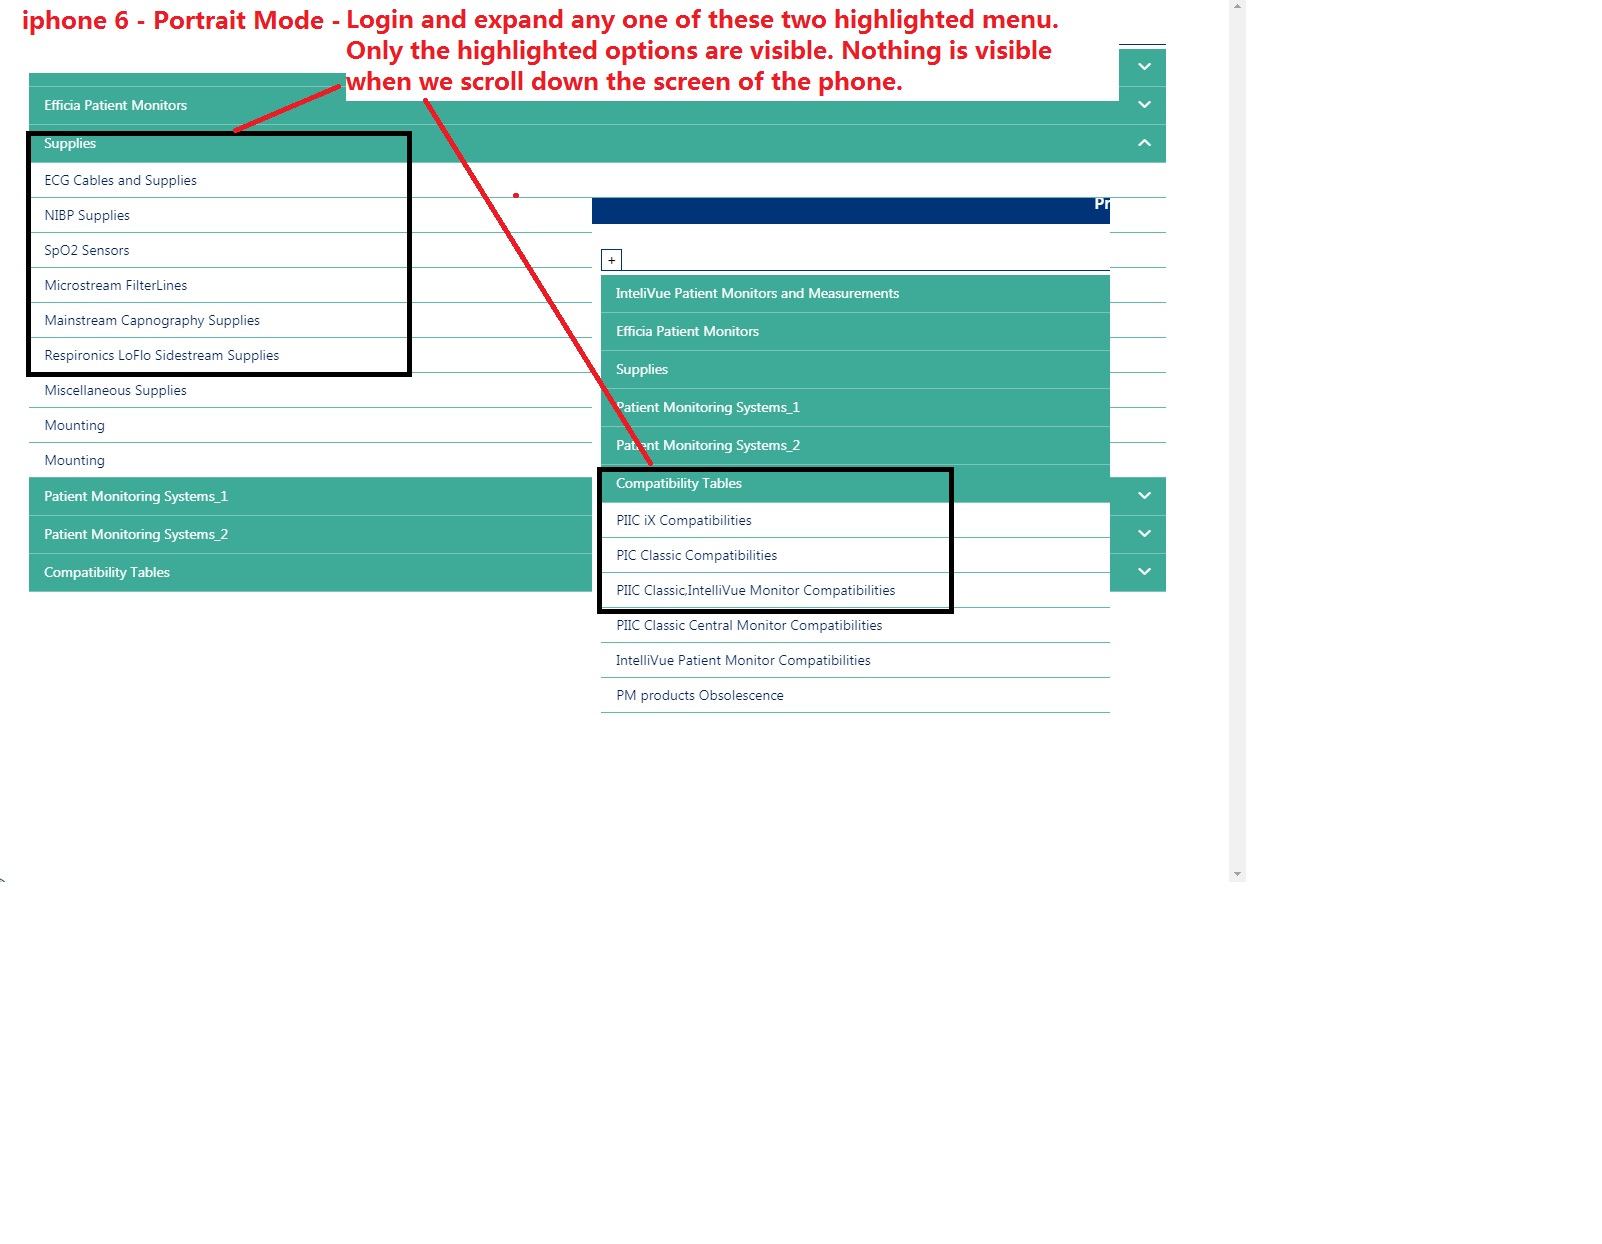 iphone 6 - Portrait Mode - Login and expand any one of these two highlighted menu.
Only the highlighted options are visible. Nothing is visible
when we scroll down the screen of the phone.
Efficia Patient Monitors
Supplies
ECG Cables and Supplies
NIBP Supplies
SpO2 Sensors
Microstream FilterLines
Mainstream Capnography Supplies
Respironics LoFlo Sidestream Supplies
Miscellaneous Supplies
Mounting
Mounting
Patient Monitoring Systems_1
Patient Monitoring Systems_2
Compatibility Tables
Pr
+
InteliVue Patient Monitors and Measurements
Efficia Patient Monitors
Supplies
Patient Monitoring Systems_1
Patient Monitoring Systems_2
Compatibility Tables
PIIC iX Compatibilities
PIC Classic Compatibilities
PIIC Classic,IntelliVue Monitor Compatibilities
PIIC Classic Central Monitor Compatibilities
IntelliVue Patient Monitor Compatibilities
PM products Obsolescence